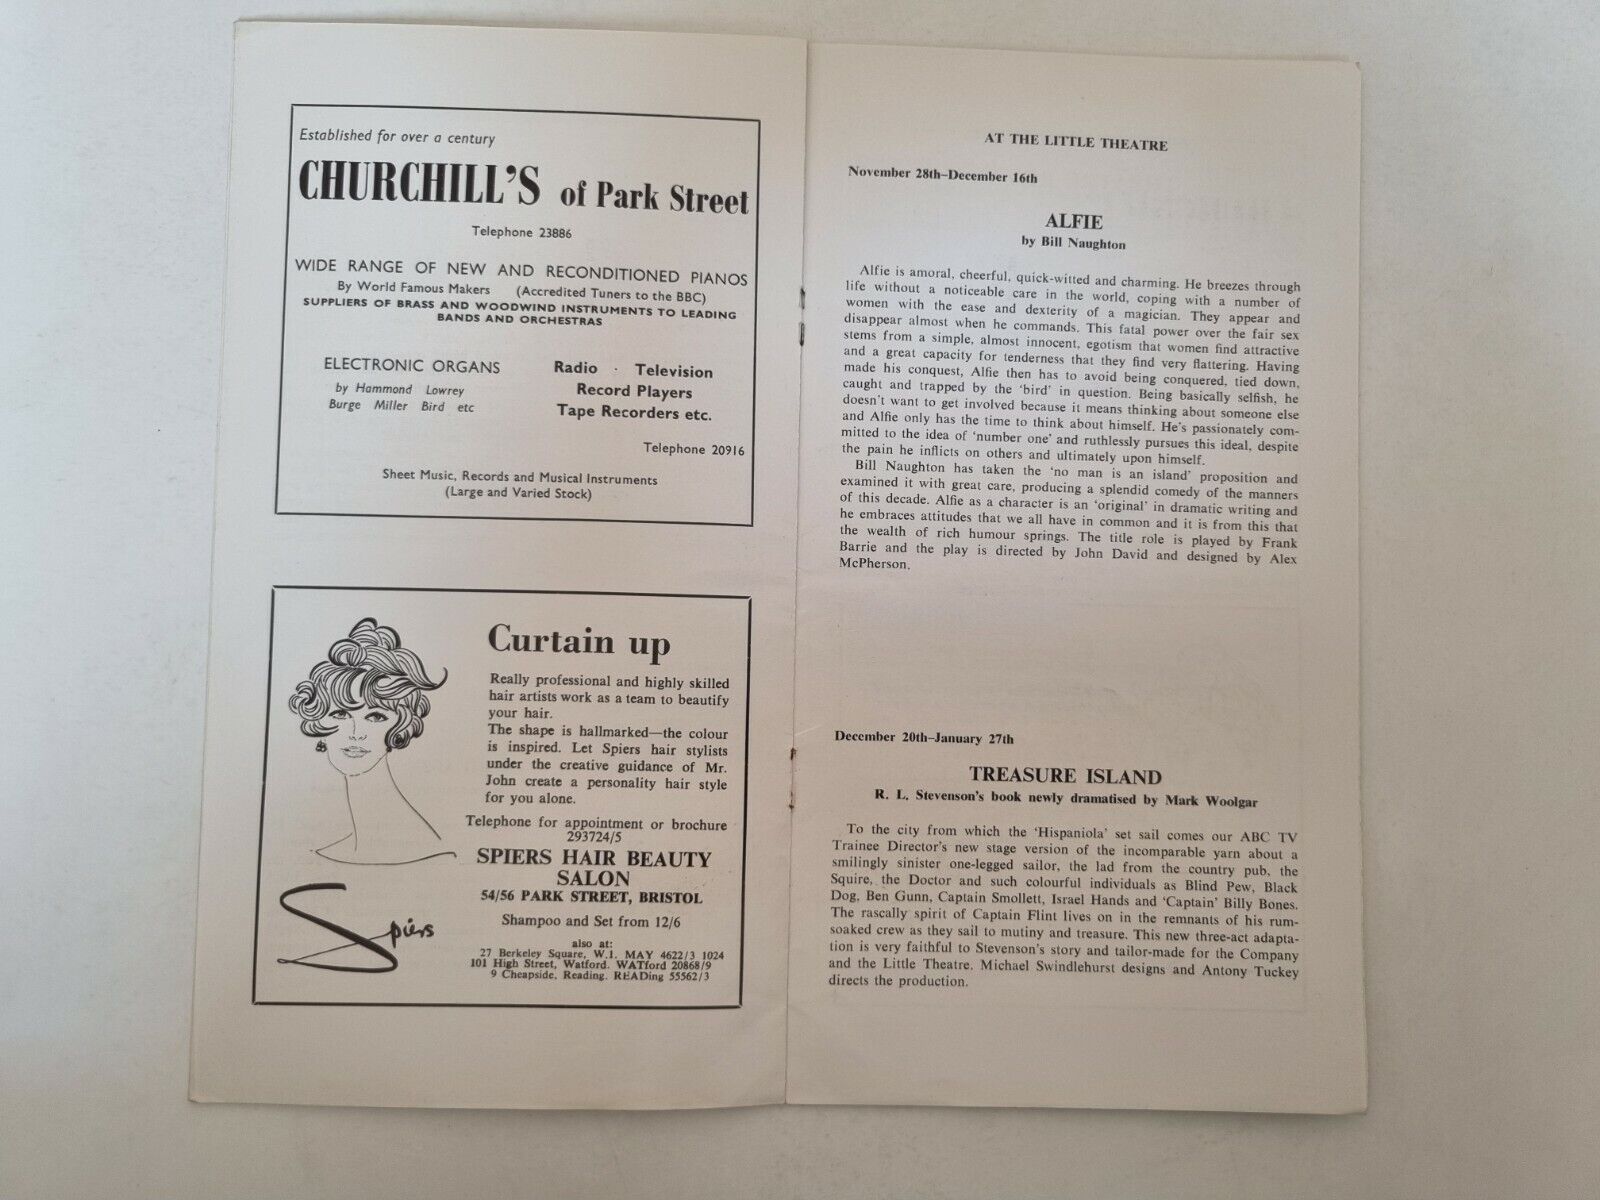 Established for over a century
CHURCHILL'S of Park Street
Telephone 23886
WIDE RANGE OF NEW AND RECONDITIONED PIANOS
By World Famous Makers (Accredited Tuners to the BBC)
SUPPLIERS OF BRASS AND WOODWIND INSTRUMENTS TO LEADING
BANDS AND ORCHESTRAS
ELECTRONIC ORGANS
by Hammond Lowrey
Burge Miller Bird etc
Radio · Television
Record Players
Tape Recorders etc.
Telephone 20916
Sheet Music, Records and Musical Instruments
(Large and Varied Stock)
Curtain up
Really professional and highly skilled
hair artists work as a team to beautify
your hair.
The shape is hallmarked—the colour
is inspired. Let Spiers hair stylists
under the creative guidance of Mr.
John create a personality hair style
for you alone.
Telephone for appointment or brochure
293724/5
SPIERS HAIR BEAUTY
SALON
54/56 PARK STREET, BRISTOL
Shampoo and Set from 12/6
also at:
27 Berkeley Square, W.1. MAY 4622/3 1024
101 High Street, Watford. WATford 20868/9
9 Cheapside, Reading. READing 55562/3
Spiers
AT THE LITTLE THEATRE
November 28th–December 16th
ALFIE
by Bill Naughton
Alfie is amoral, cheerful, quick-witted and charming. He breezes through
life without a noticeable care in the world, coping with a number of
women with the ease and dexterity of a magician. They appear and
disappear almost when he commands. This fatal power over the fair sex
stems from a simple, almost innocent, egotism that women find attractive
and a great capacity for tenderness that they find very flattering. Having
made his conquest, Alfie then has to avoid being conquered, tied down,
caught and trapped by the 'bird' in question. Being basically selfish, he
doesn't want to get involved because it means thinking about someone else
and Alfie only has the time to think about himself. He's passionately com-
mitted to the idea of 'number one' and ruthlessly pursues this ideal, despite
the pain he inflicts on others and ultimately upon himself.
Bill Naughton has taken the 'no man is an island' proposition and
examined it with great care, producing a splendid comedy of the manners
of this decade. Alfie as a character is an 'original' in dramatic writing and
he embraces attitudes that we all have in common and it is from this that
the wealth of rich humour springs. The title role is played by Frank
Barrie and the play is directed by John David and designed by Alex
McPherson.
December 20th–January 27th
TREASURE ISLAND
R. L. Stevenson's book newly dramatised by Mark Woolgar
To the city from which the 'Hispaniola' set sail comes our ABC TV
Trainee Director's new stage version of the incomparable yarn about a
smilingly sinister one-legged sailor, the lad from the country pub, the
Squire, the Doctor and such colourful individuals as Blind Pew, Black
Dog, Ben Gunn, Captain Smollett, Israel Hands and 'Captain' Billy Bones.
The rascally spirit of Captain Flint lives on in the remnants of his rum-
soaked crew as they sail to mutiny and treasure. This new three-act adapta-
tion is very faithful to Stevenson's story and tailor-made for the Company
and the Little Theatre. Michael Swindlehurst designs and Antony Tuckey
directs the production.